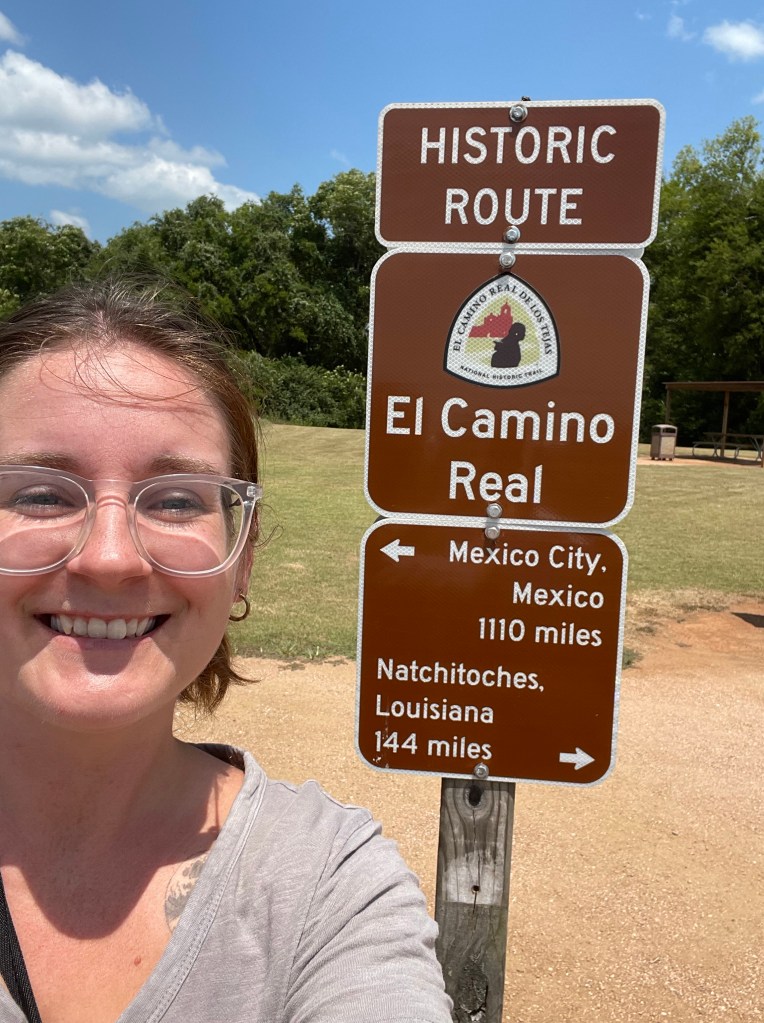 HISTORIC
ROUTE
EL CAMINO REAL DE LOS TEJAS
NATIONAL HISTORIC TRAIL
El Camino
Real
Mexico City,
Mexico
1110 miles
Natchitoches,
Louisiana
144 miles